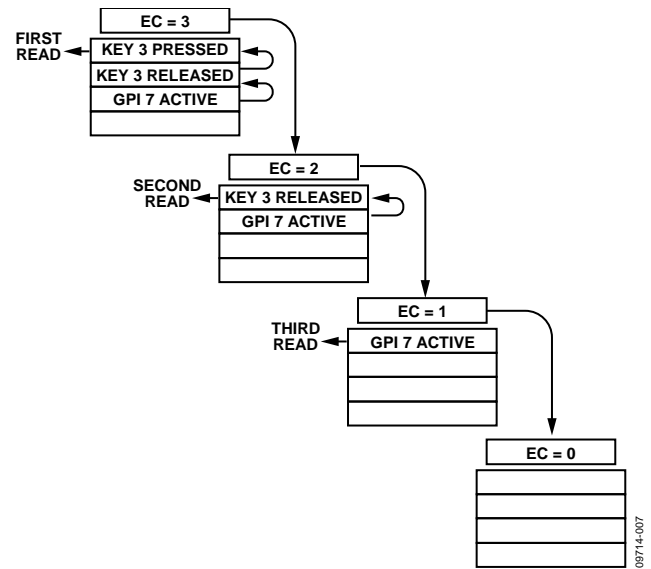 EC = 3
FIRST
READ
KEY 3 PRESSED
KEY 3 RELEASED
GPI 7 ACTIVE
EC = 2
SECOND
READ
KEY 3 RELEASED
GPI 7 ACTIVE
EC = 1
THIRD
READ
GPI 7 ACTIVE
EC = 0
09714-007